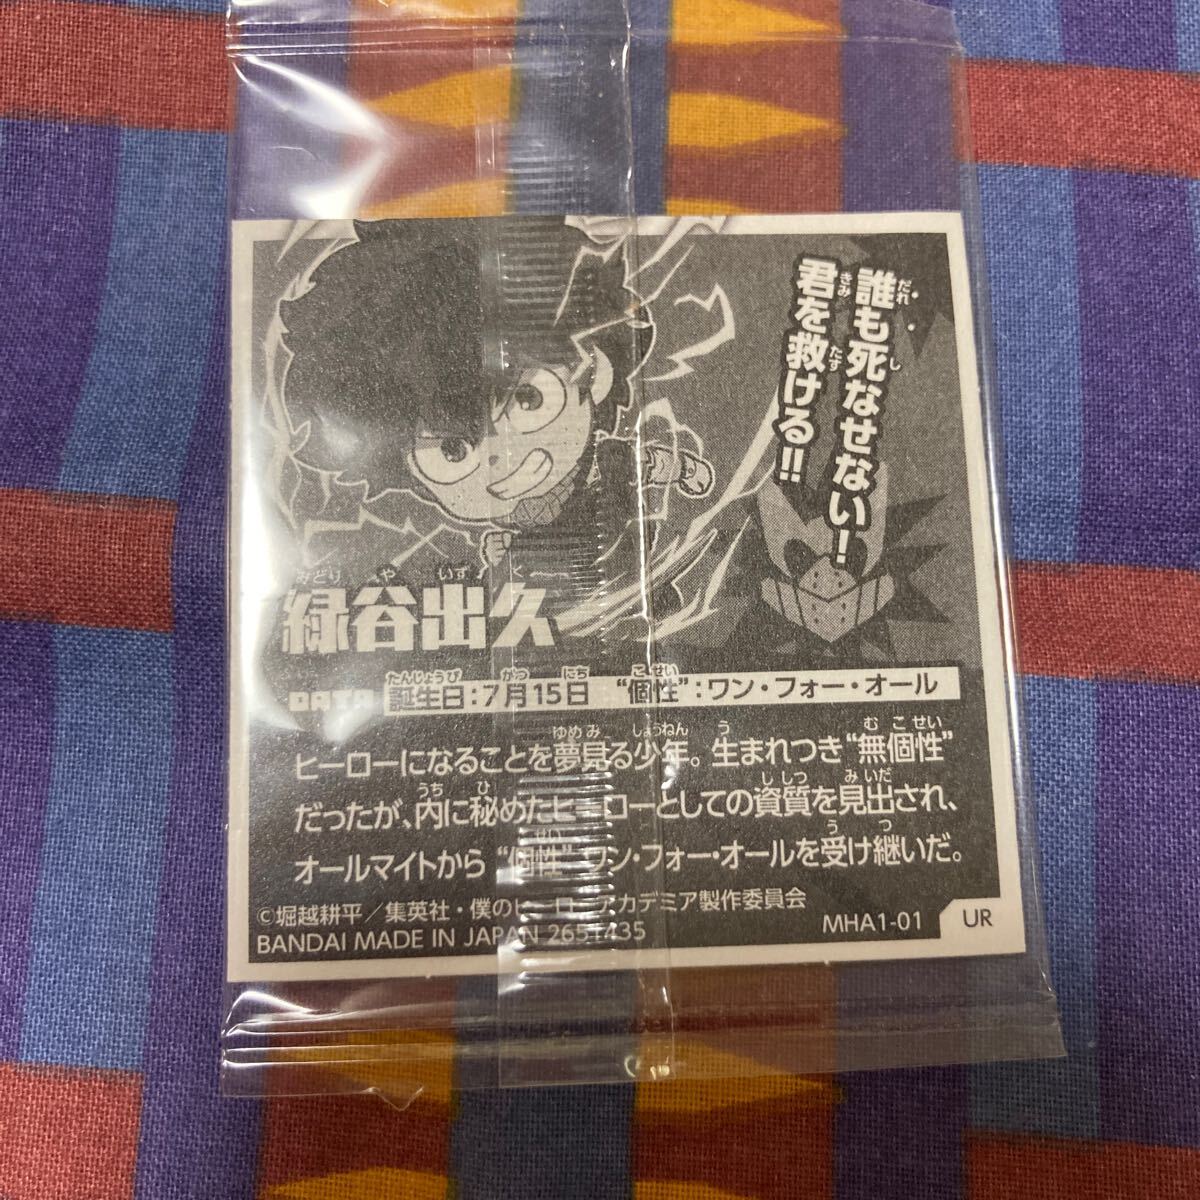 誰も死なせない!
君を救ける!!
緑谷出久
DATA 誕生日:7月15日 “個性”:ワン・フォー・オール
ヒーローになることを夢見る少年。生まれつき“無個性”
だったが、内に秘めたヒーローとしての資質を見出され、
オールマイトから“個性”ワン・フォー・オールを受け継いだ。
©堀越耕平/集英社・僕のヒーローアカデミア製作委員会
BANDAI MADE IN JAPAN 2651435
MHA1-01 UR